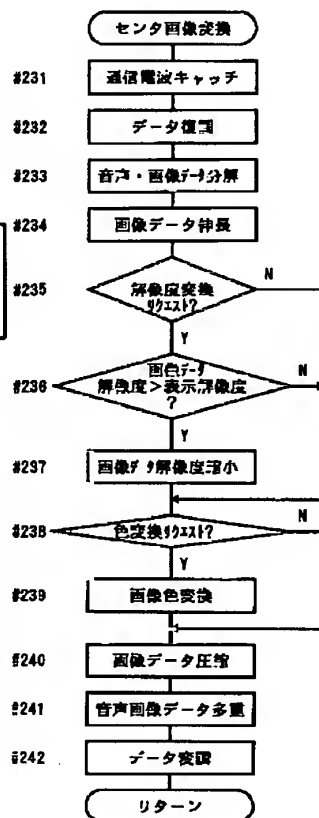 センタ画像変換
#231 通信電波キャッチ
#232 データ復調
#233 音声・画像データ分解
#234 画像データ伸長
#235 解像度変換
リクエスト?
N
Y
#236 画像データ
解像度>表示解像度
?
N
Y
#237 画像データ解像度縮小
#238 色変換リクエスト?
N
Y
#239 画像色変換
#240 画像データ圧縮
#241 音声画像データ多重
#242 データ変調
リターン